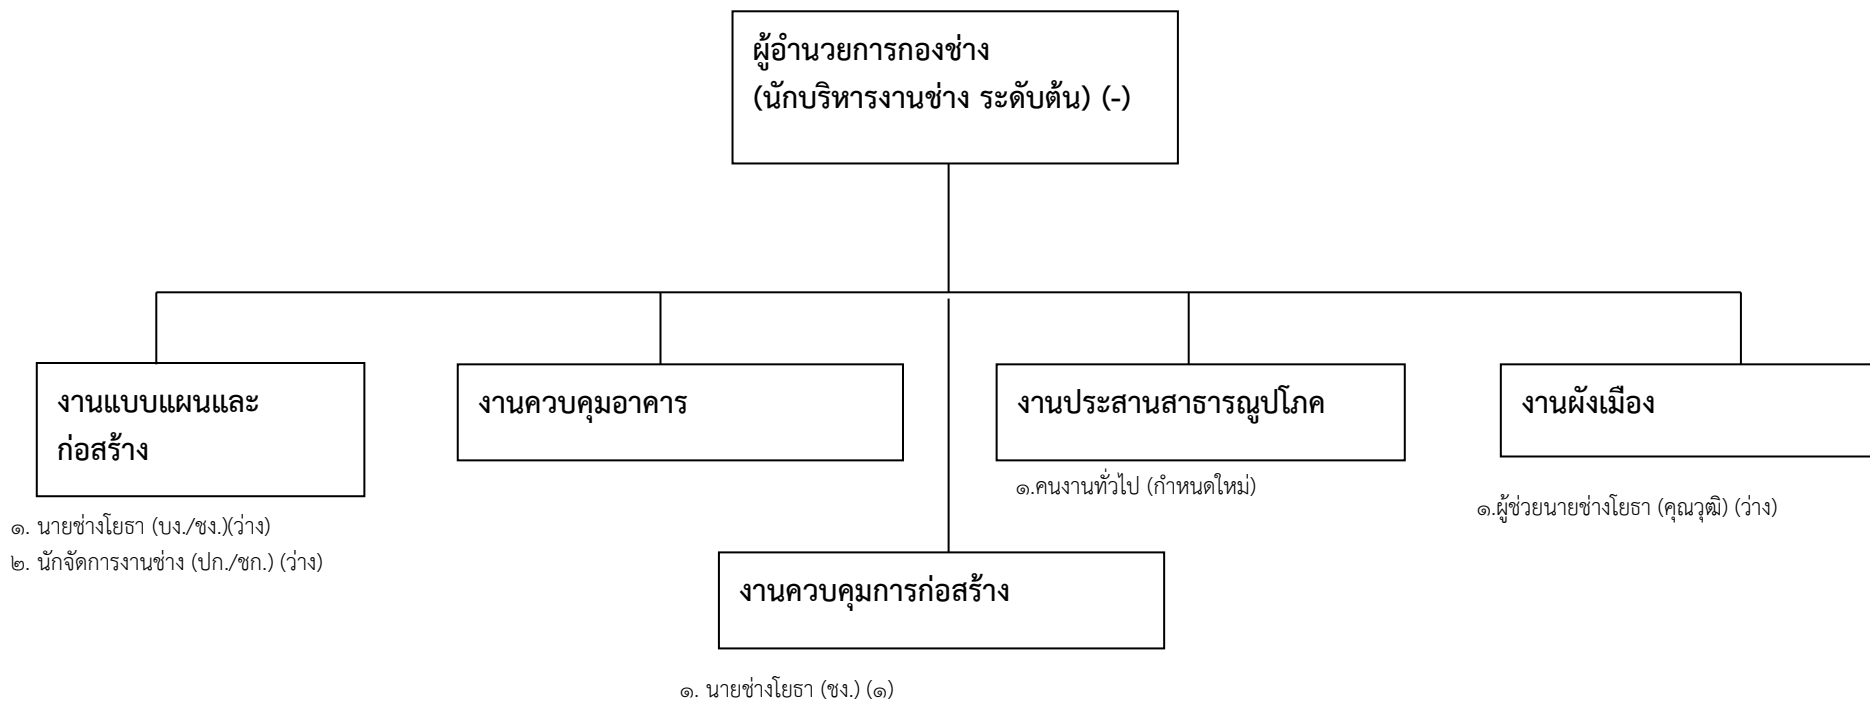 ผู้อำนวยการกองช่าง
(นักบริหารงานช่าง ระดับต้น) (-)
งานแบบแผนและ
ก่อสร้าง
๑. นายช่างโยธา (บง./ชง.)(ว่าง)
๒. นักจัดการงานช่าง (ปก./ชก.) (ว่าง)
งานควบคุมอาคาร
งานประสานสาธารณูปโภค
๑.คนงานทั่วไป (กำหนดใหม่)
งานผังเมือง
๑.ผู้ช่วยนายช่างโยธา (คุณวุฒิ) (ว่าง)
งานควบคุมการก่อสร้าง
๑. นายช่างโยธา (ชง.) (๑)